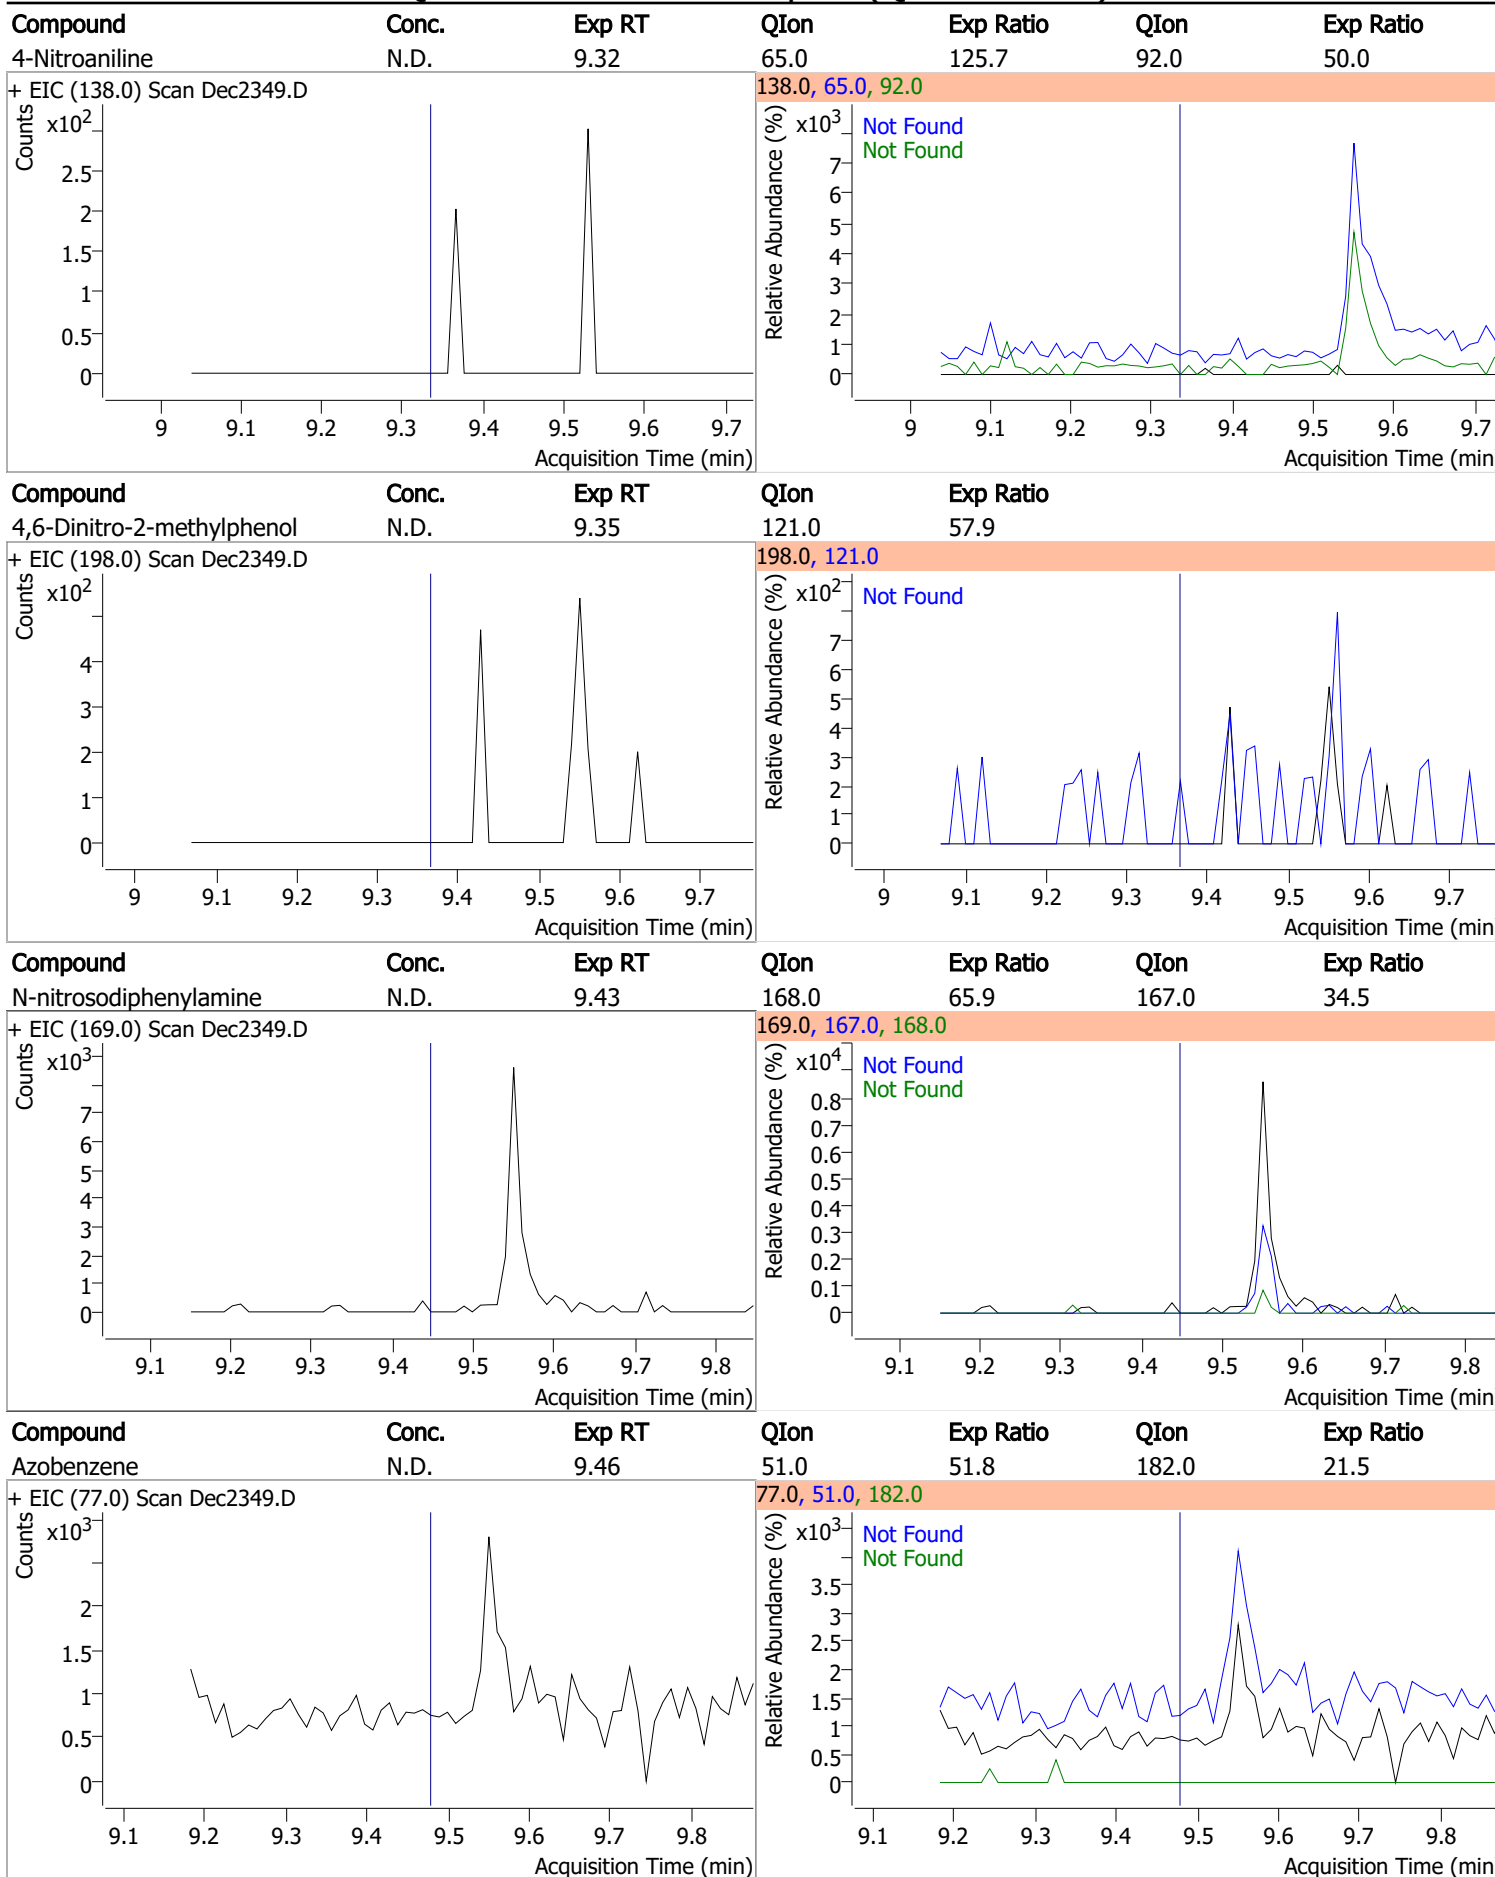 Compound Conc. Exp RT QIon Exp Ratio QIon Exp Ratio
4-Nitroaniline N.D. 9.32 65.0 125.7 92.0 50.0
+ EIC (138.0) Scan Dec2349.D
138.0, 65.0, 92.0
Counts
x10²
2.5
2
1.5
1
0.5
0
9 9.1 9.2 9.3 9.4 9.5 9.6 9.7
Acquisition Time (min)
Relative Abundance (%)
x10³
Not Found
Not Found
7
6
5
4
3
2
1
0
9 9.1 9.2 9.3 9.4 9.5 9.6 9.7
Acquisition Time (min
Compound Conc. Exp RT QIon Exp Ratio
4,6-Dinitro-2-methylphenol N.D. 9.35 121.0 57.9
+ EIC (198.0) Scan Dec2349.D
198.0, 121.0
Counts
x10²
4
3
2
1
0
9 9.1 9.2 9.3 9.4 9.5 9.6 9.7
Acquisition Time (min)
Relative Abundance (%)
x10²
Not Found
7
6
5
4
3
2
1
0
9 9.1 9.2 9.3 9.4 9.5 9.6 9.7
Acquisition Time (min
Compound Conc. Exp RT QIon Exp Ratio QIon Exp Ratio
N-nitrosodiphenylamine N.D. 9.43 168.0 65.9 167.0 34.5
+ EIC (169.0) Scan Dec2349.D
169.0, 167.0, 168.0
Counts
x10³
7
6
5
4
3
2
1
0
9.1 9.2 9.3 9.4 9.5 9.6 9.7 9.8
Acquisition Time (min)
Relative Abundance (%)
x10⁴
Not Found
Not Found
0.8
0.7
0.6
0.5
0.4
0.3
0.2
0.1
0
9.1 9.2 9.3 9.4 9.5 9.6 9.7 9.8
Acquisition Time (min
Compound Conc. Exp RT QIon Exp Ratio QIon Exp Ratio
Azobenzene N.D. 9.46 51.0 51.8 182.0 21.5
+ EIC (77.0) Scan Dec2349.D
77.0, 51.0, 182.0
Counts
x10³
2
1.5
1
0.5
0
9.1 9.2 9.3 9.4 9.5 9.6 9.7 9.8
Acquisition Time (min)
Relative Abundance (%)
x10³
Not Found
Not Found
3.5
3
2.5
2
1.5
1
0.5
0
9.1 9.2 9.3 9.4 9.5 9.6 9.7 9.8
Acquisition Time (min